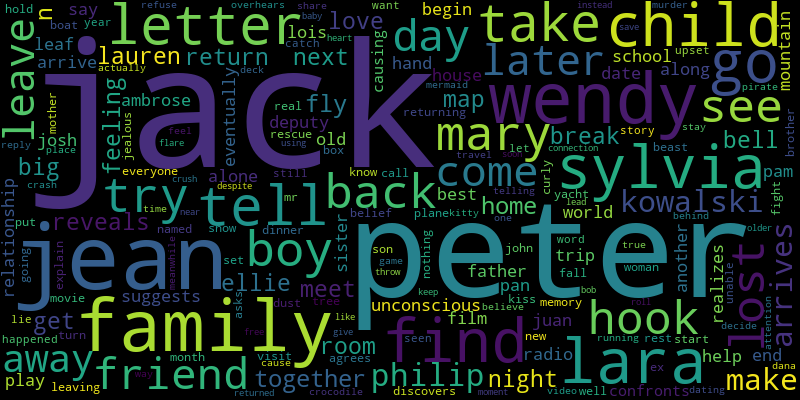 hold refuse overhears share want instead murder
say boat year letter lois love begin take child
n leave leaf lauren return next day later go mountain
arrive baby heart catch causing hand deck school upset save
jack actually ambrose feeling fly house mermaid date along pirate
mother real map returning wendy see
reply josh jealous eventually deputy old mary break bell brother
place feel flare rescue using box let story stay
big everyone alone still know call come travel soon connection beast sylvia pam
crash crush despite mr best telling curly lead fight
relationship try tell back home yacht world kowalski
put reveals time near belief plane kitty one behind older
going named show dinner son nothing john word trip another true
jean boy set sister game father peter fall woman arrives
explain meanwhile asks ellie meet throw pan realizes lost unable
movie suggests dust tree keep kiss memory bob roll decide attention
lie get family free like unconscious believe hook
happened turn cause give film find juan new running rest start
away month visit room agrees seen radio lara help end
play friend way together philip night confronts make dana
leaving returned crocodile discovers moment video well ex dating